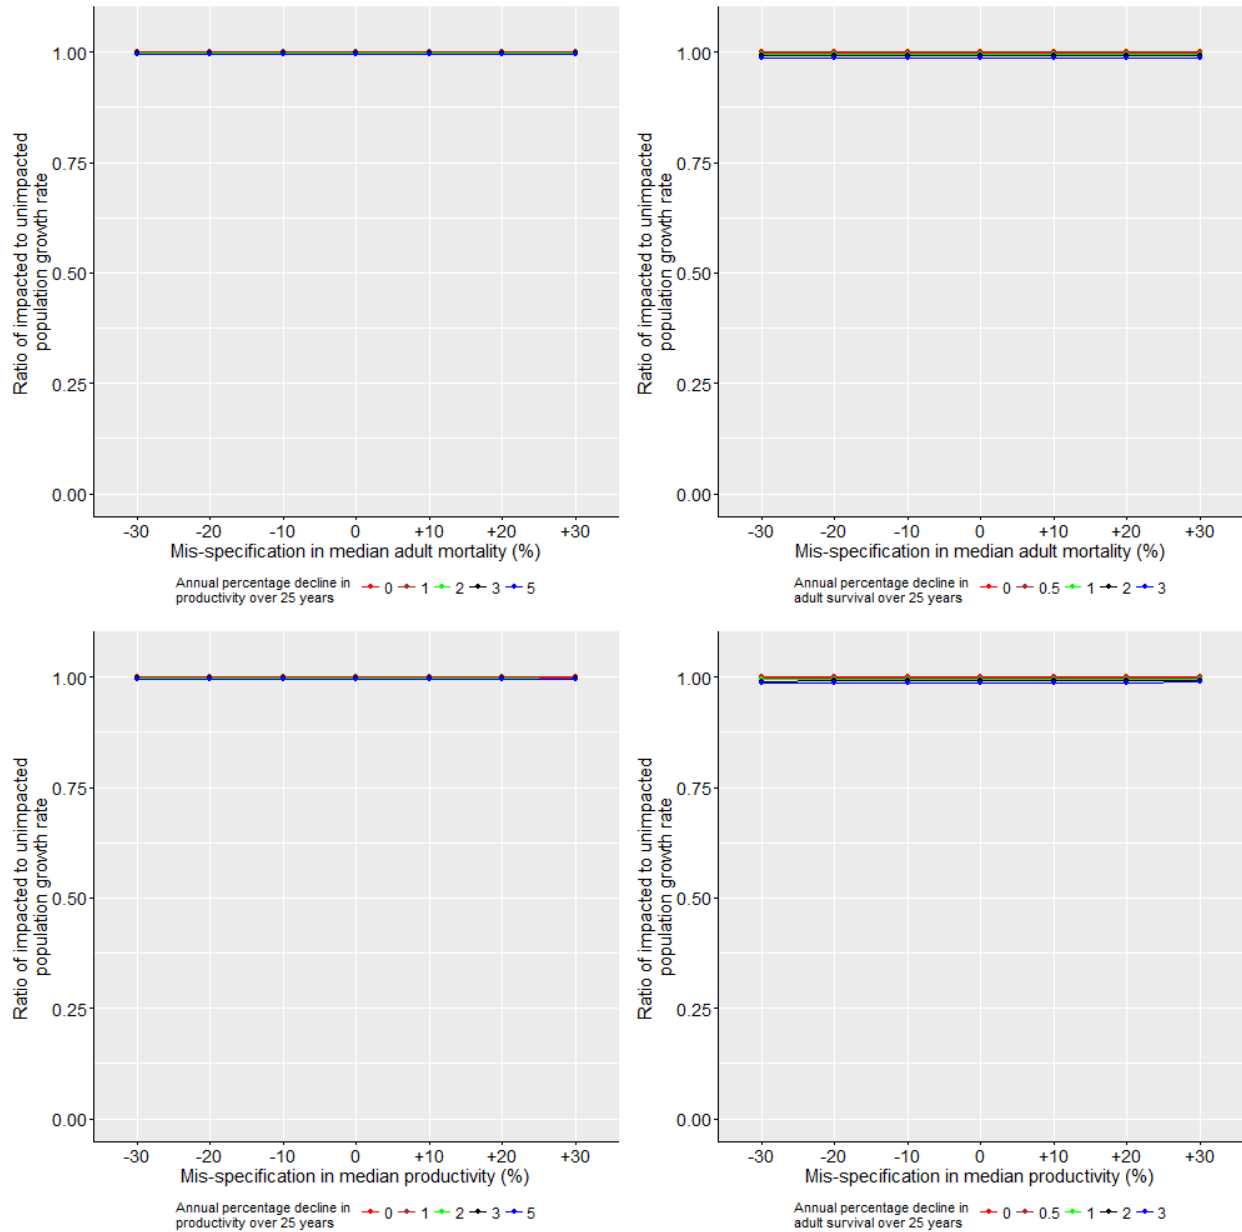 Ratio of impacted to unimpacted
population growth rate
1.00
0.75
0.50
0.25
0.00
-30 -20 -10 0 +10 +20 +30
Mis-specification in median adult mortality (%)
Annual percentage decline in
productivity over 25 years
0 1 2 3 5
Ratio of impacted to unimpacted
population growth rate
1.00
0.75
0.50
0.25
0.00
-30 -20 -10 0 +10 +20 +30
Mis-specification in median adult mortality (%)
Annual percentage decline in
adult survival over 25 years
0 0.5 1 2 3
Ratio of impacted to unimpacted
population growth rate
1.00
0.75
0.50
0.25
0.00
-30 -20 -10 0 +10 +20 +30
Mis-specification in median productivity (%)
Annual percentage decline in
productivity over 25 years
0 1 2 3 5
Ratio of impacted to unimpacted
population growth rate
1.00
0.75
0.50
0.25
0.00
-30 -20 -10 0 +10 +20 +30
Mis-specification in median productivity (%)
Annual percentage decline in
adult survival over 25 years
0 0.5 1 2 3